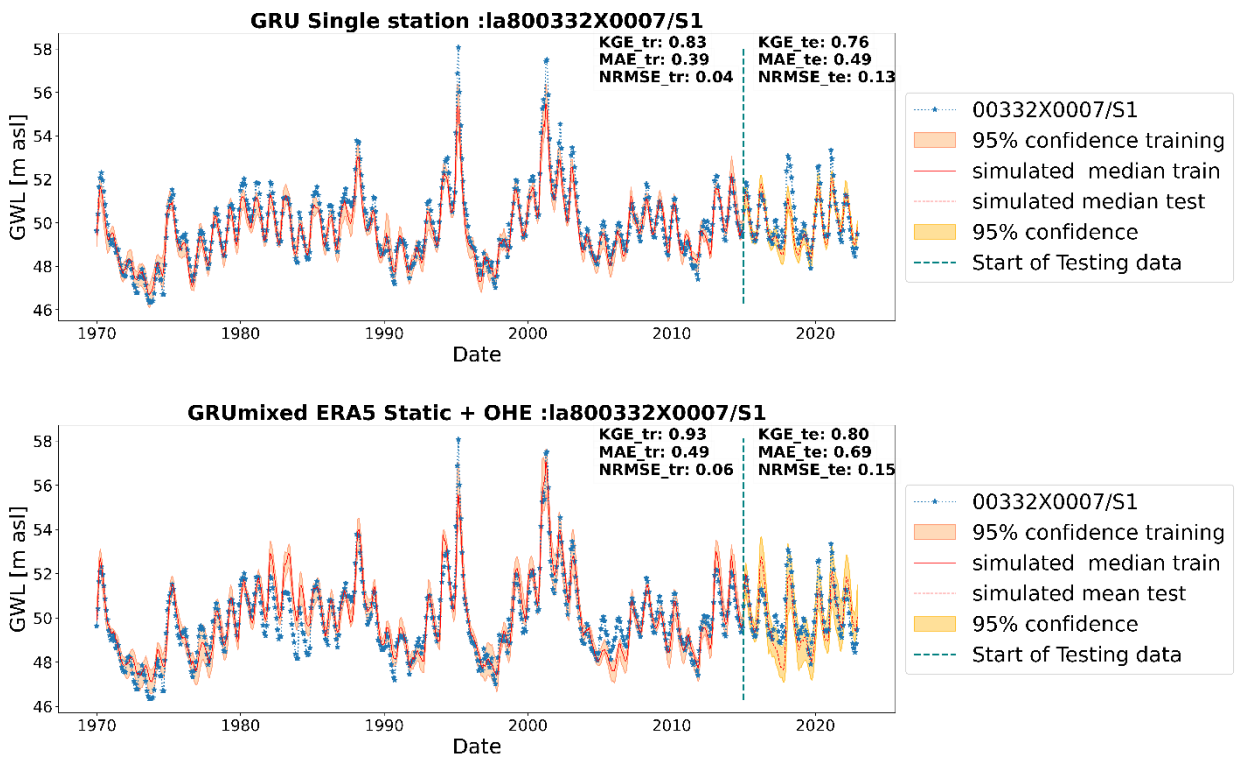 GRU Single station :la800332X0007/S1
KGE_tr: 0.83 KGE_te: 0.76
MAE_tr: 0.39 MAE_te: 0.49
NRMSE_tr: 0.04 NRMSE_te: 0.13
GWL [m asl]
58
56
54
52
50
48
46
1970 1980 1990 2000 2010 2020
Date
00332X0007/S1
95% confidence training
simulated  median train
simulated median test
95% confidence
Start of Testing data
GRUmixed ERA5 Static + OHE :la800332X0007/S1
KGE_tr: 0.93 KGE_te: 0.80
MAE_tr: 0.49 MAE_te: 0.69
NRMSE_tr: 0.06 NRMSE_te: 0.15
GWL [m asl]
58
56
54
52
50
48
46
1970 1980 1990 2000 2010 2020
Date
00332X0007/S1
95% confidence training
simulated  median train
simulated mean test
95% confidence
Start of Testing data